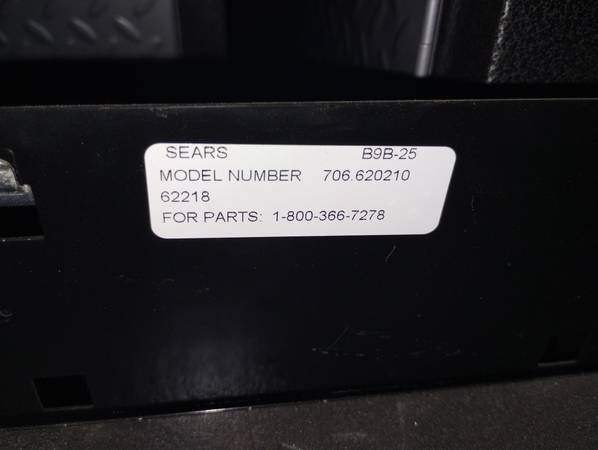 SEARS B9B-25
MODEL NUMBER 706.620210
62218
FOR PARTS: 1-800-366-7278